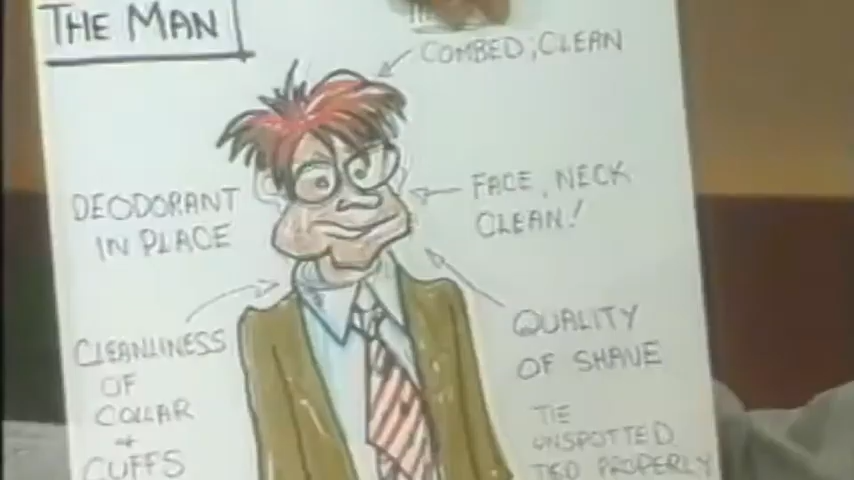 THE MAN
COMBED, CLEAN
DEODORANT
IN PLACE
FACE, NECK
CLEAN!
CLEANLINESS
OF
COLLAR
+
CUFFS
QUALITY
OF SHAVE
TIE
UNSPOTTED
TIED PROPERLY